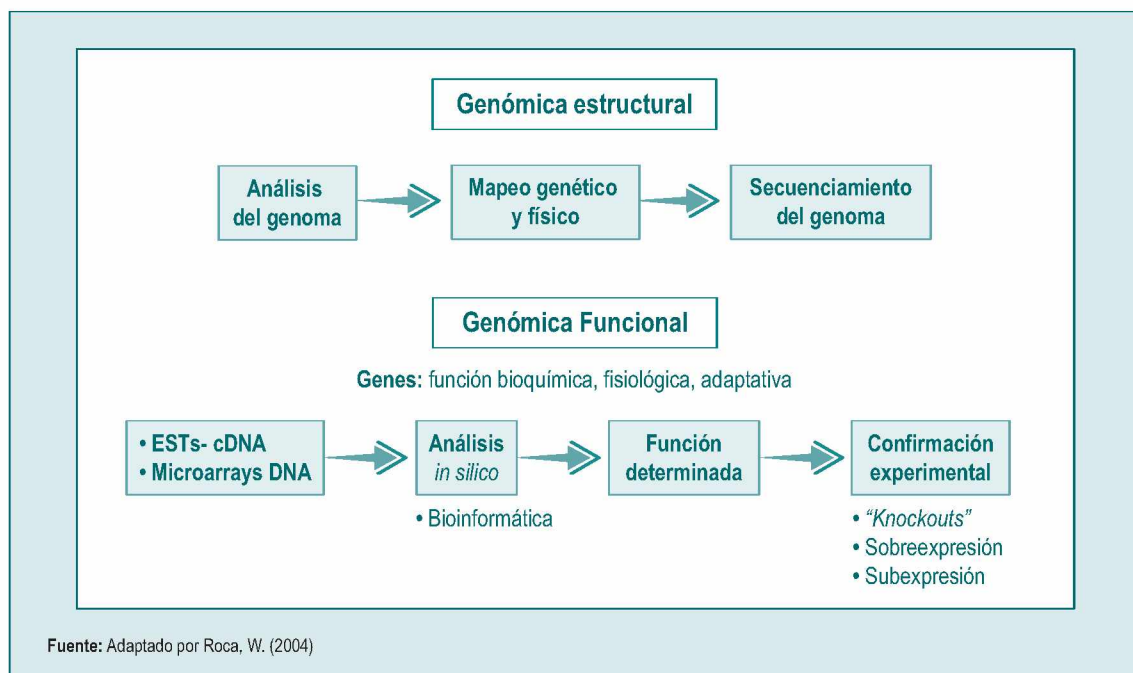 Genómica estructural
Análisis
del genoma
Mapeo genético
y físico
Secuenciamiento
del genoma
Genómica Funcional
Genes: función bioquímica, fisiológica, adaptativa
• ESTs- cDNA
• Microarrays DNA
Análisis
in silico
• Bioinformática
Función
determinada
Confirmación
experimental
• “Knockouts”
• Sobreexpresión
• Subexpresión
Fuente: Adaptado por Roca, W. (2004)